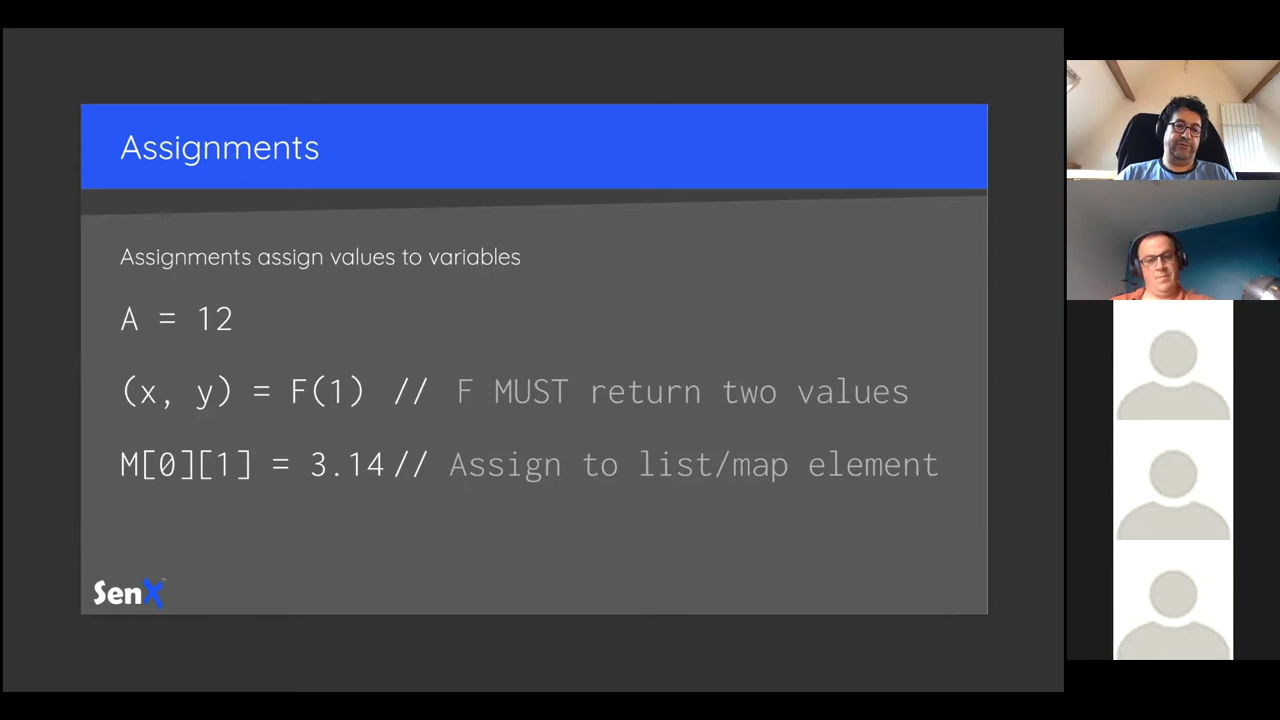 Assignments
Assignments assign values to variables
A = 12
(x, y) = F(1) // F MUST return two values
M[0][1] = 3.14 // Assign to list/map element
SenX